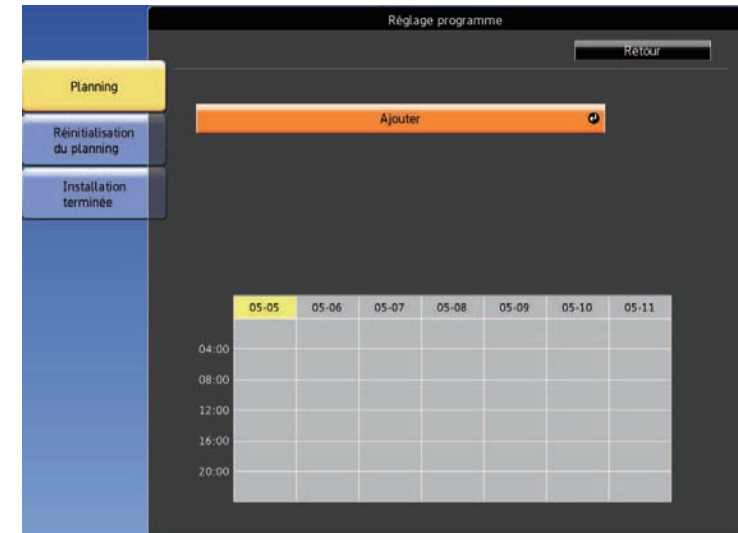 Réglage programme
Retour
Planning
Ajouter
Réinitialisation
du planning
Installation
terminée
05-05 05-06 05-07 05-08 05-09 05-10 05-11
04:00
08:00
12:00
16:00
20:00